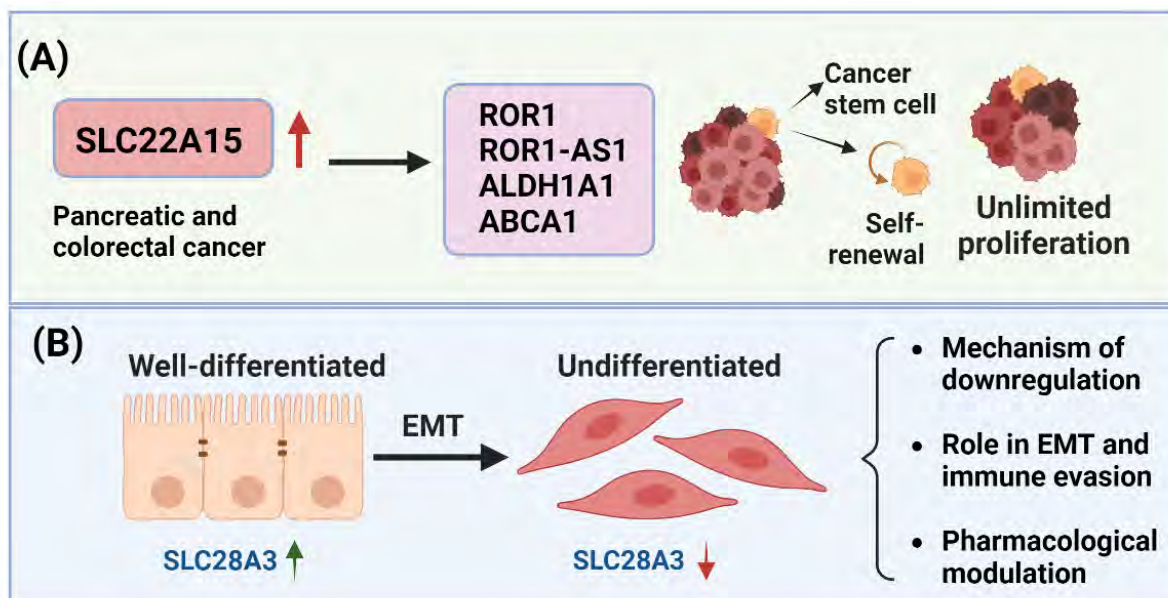 (A)
SLC22A15
Pancreatic and
colorectal cancer
ROR1
ROR1-AS1
ALDH1A1
ABCA1
Cancer
stem cell
Self-
renewal
Unlimited
proliferation
(B)
Well-differentiated
SLC28A3
EMT
Undifferentiated
SLC28A3
• Mechanism of
downregulation
• Role in EMT and
immune evasion
• Pharmacological
modulation